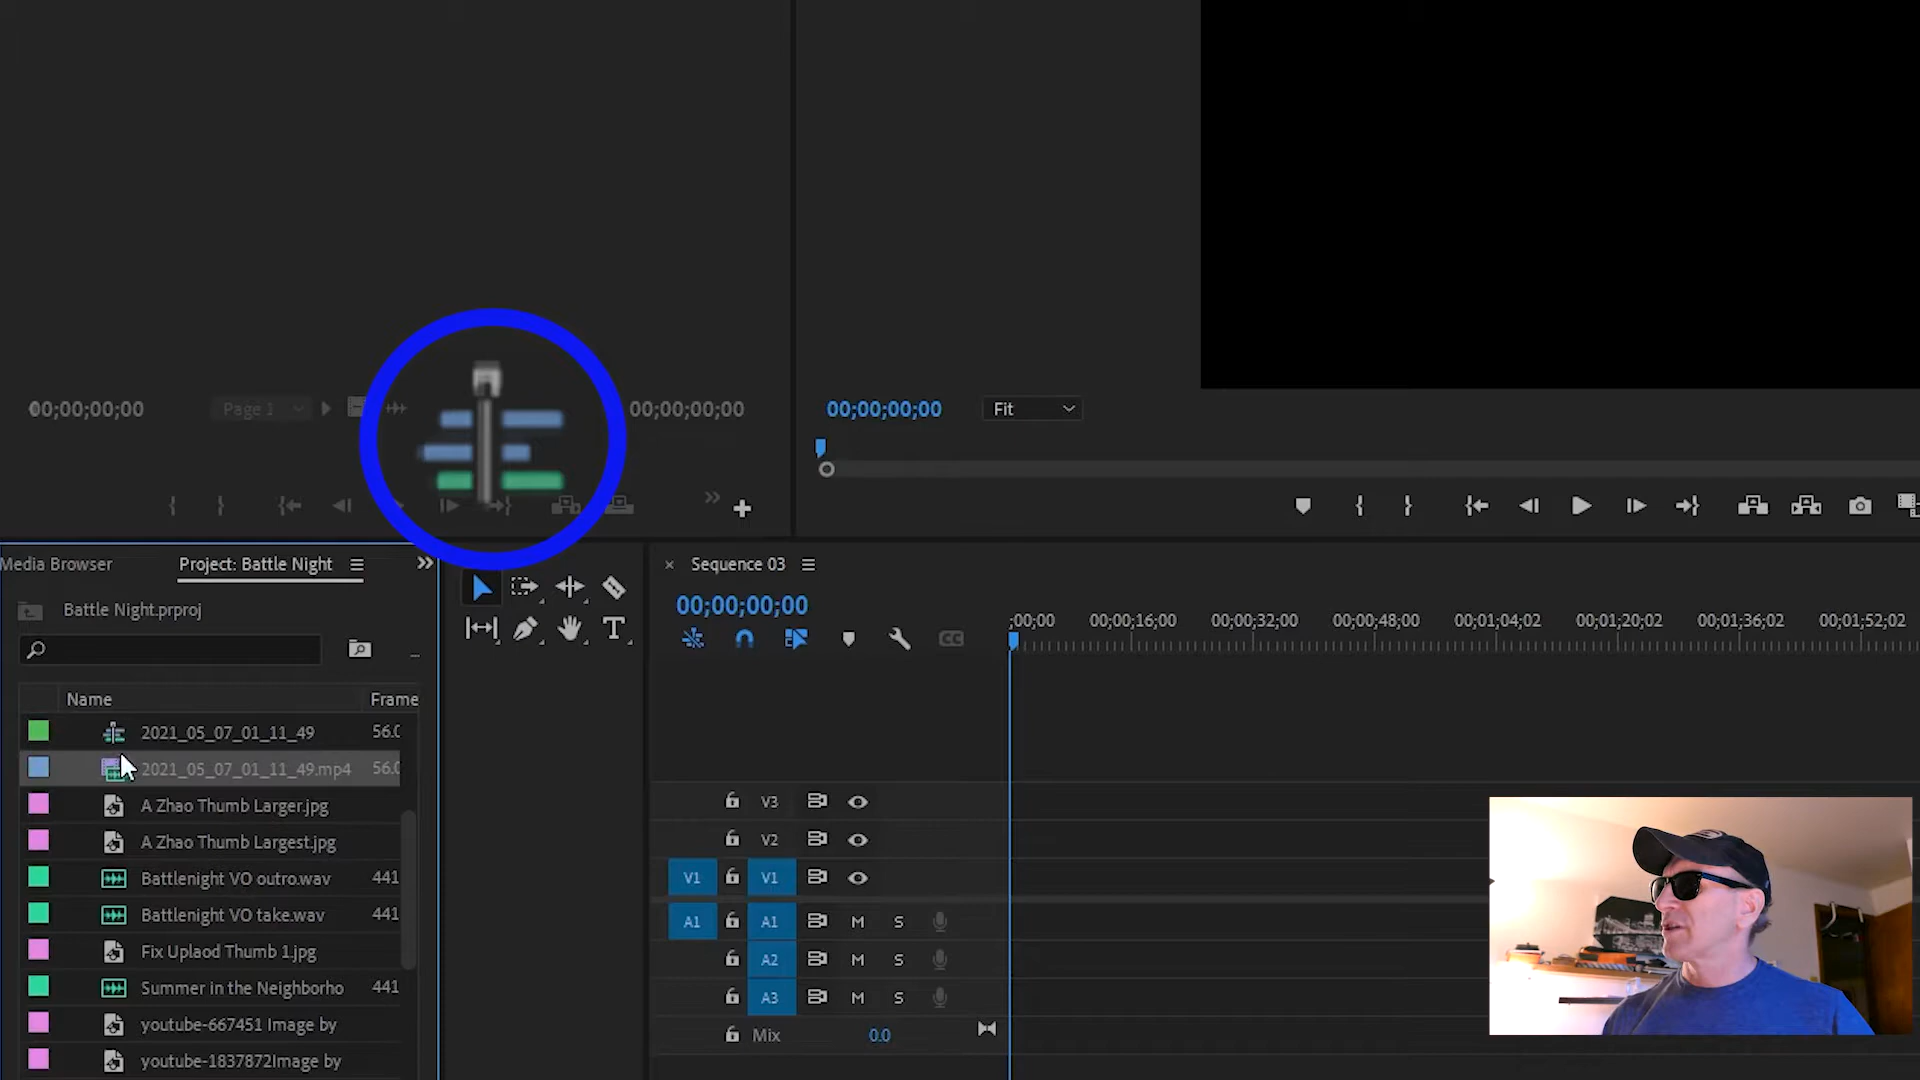 00;00;00;00
Page 1
00;00;00;00
00;00;00;00
Fit
Media Browser
Project: Battle Night
Battle Night.prproj
Name
Frame
2021_05_07_01_11_49
56.0
2021_05_07_01_11_49.mp4
56.0
A Zhao Thumb Larger.jpg
A Zhao Thumb Largest.jpg
Battlenight VO outro.wav
441
Battlenight VO take.wav
441
Fix Uplaod Thumb 1.jpg
Summer in the Neighborho
441
youtube-667451 Image by
youtube-1837872Image by
Sequence 03
00;00;00;00
CC
;00;00
00;00;16;00
00;00;32;00
00;00;48;00
00;01;04;02
00;01;20;02
00;01;36;02
00;01;52;02
V3
V2
V1 V1
A1 A1 M S
A2 M S
A3 M S
Mix 0.0